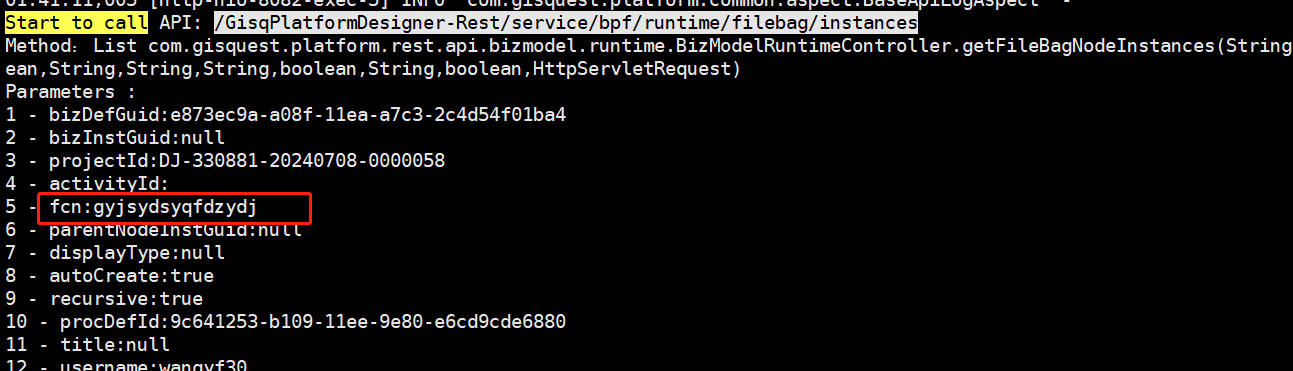 01:41:11,005 [http-nio-8082-exec-5] INFO  com.gisquest.platform.common.aspect.BaseApiLogAspect  -
Start to call API: /GisqPlatformDesigner-Rest/service/bpf/runtime/filebag/instances
Method：List com.gisquest.platform.rest.api.bizmodel.runtime.BizModelRuntimeController.getFileBagNodeInstances(String
ean,String,String,String,boolean,String,boolean,HttpServletRequest)
Parameters :
1 - bizDefGuid:e873ec9a-a08f-11ea-a7c3-2c4d54f01ba4
2 - bizInstGuid:null
3 - projectId:DJ-330881-20240708-0000058
4 - activityId:
5 - fcn:gyjsydsyqfdzydj
6 - parentNodeInstGuid:null
7 - displayType:null
8 - autoCreate:true
9 - recursive:true
10 - procDefId:9c641253-b109-11ee-9e80-e6cd9cde6880
11 - title:null
12 - username:wangyf30